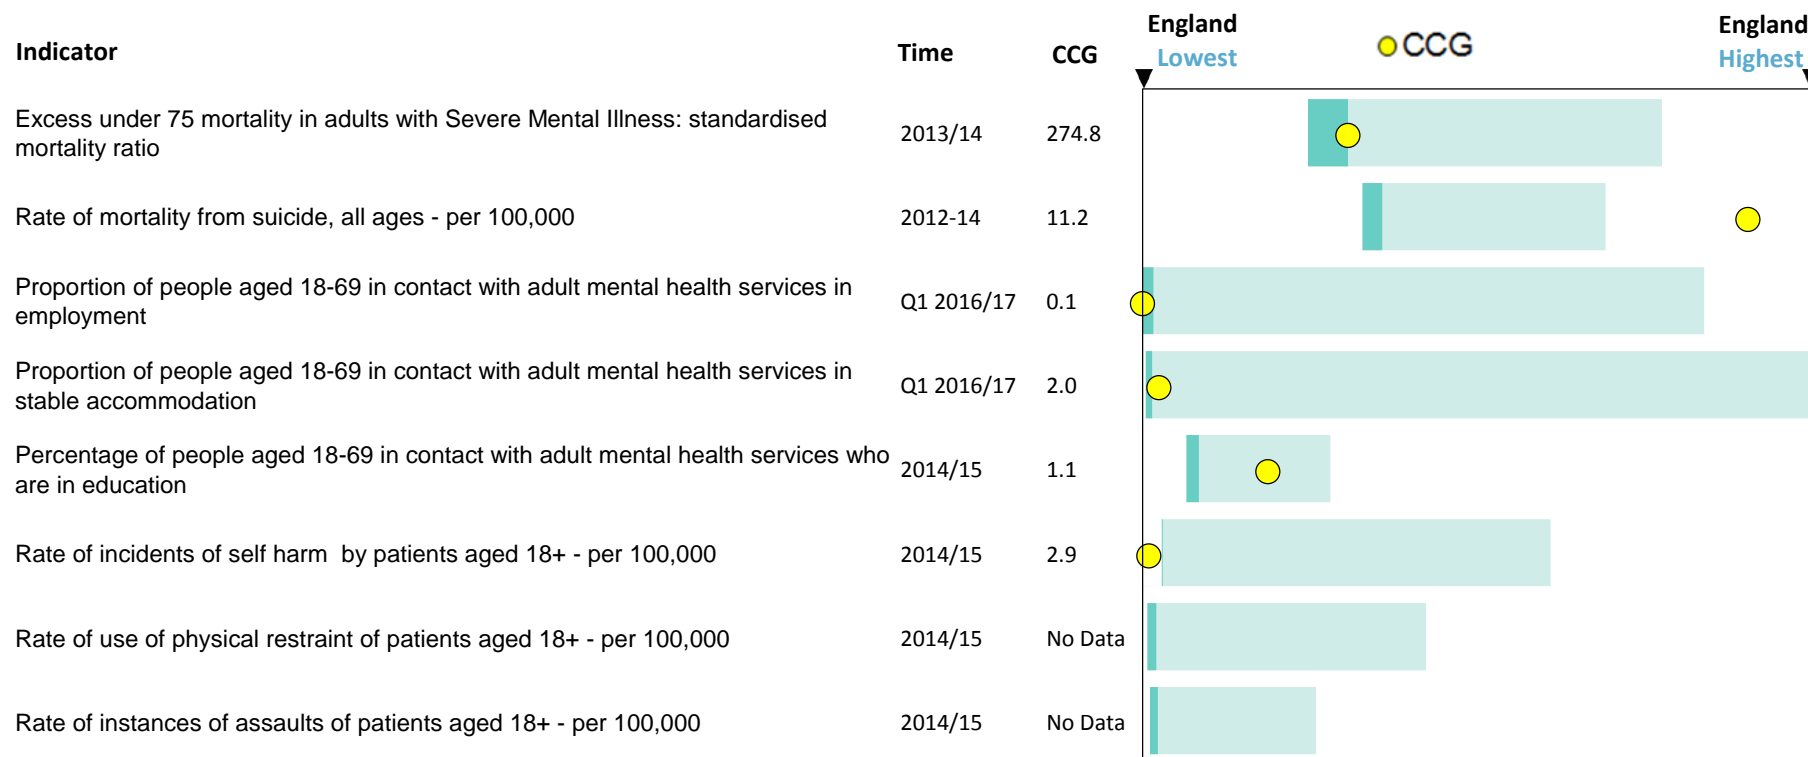 England
England
Indicator
Time
CCG
Lowest
CCG
Highest
Excess under 75 mortality in adults with Severe Mental Illness: standardised
mortality ratio
2013/14
274.8
Rate of mortality from suicide, all ages - per 100,000
2012-14
11.2
Proportion of people aged 18-69 in contact with adult mental health services in
employment
Q1 2016/17
0.1
Proportion of people aged 18-69 in contact with adult mental health services in
stable accommodation
Q1 2016/17
2.0
Percentage of people aged 18-69 in contact with adult mental health services who
are in education
2014/15
1.1
Rate of incidents of self harm  by patients aged 18+ - per 100,000
2014/15
2.9
Rate of use of physical restraint of patients aged 18+ - per 100,000
2014/15
No Data
Rate of instances of assaults of patients aged 18+ - per 100,000
2014/15
No Data